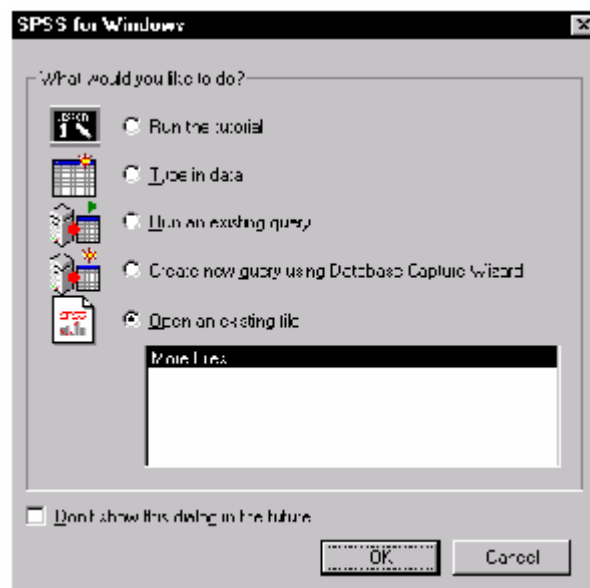 SPSS for Windows
What would you like to do?
Run the tutorial
Type in data
Run an existing query
Create new query using Database Capture Wizard
Open an existing file
More Files
Don't show this dialog in the future
OK
Cancel